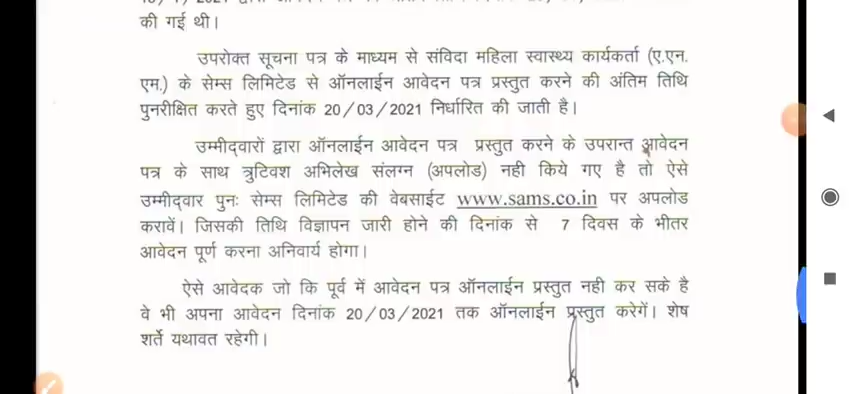 की गई थी।
उपरोक्त सूचना पत्र के माध्यम से संविदा महिला स्वास्थ्य कार्यकर्ता (ए.एन.
एम.) के सेम्स लिमिटेड से ऑनलाईन आवेदन पत्र प्रस्तुत करने की अंतिम तिथि
पुनरीक्षित करते हुए दिनांक 20/03/2021 निर्धारित की जाती है।
उम्मीद्वारों द्वारा ऑनलाईन आवेदन पत्र प्रस्तुत करने के उपरान्त आवेदन
पत्र के साथ त्रुटिवश अभिलेख संलग्न (अपलोड) नही किये गए है तो ऐसे
उम्मीद्वार पुनः सेम्स लिमिटेड की वेबसाईट www.sams.co.in पर अपलोड
करावें। जिसकी तिथि विज्ञापन जारी होने की दिनांक से 7 दिवस के भीतर
आवेदन पूर्ण करना अनिवार्य होगा।
ऐसे आवेदक जो कि पूर्व में आवेदन पत्र ऑनलाईन प्रस्तुत नही कर सके है
वे भी अपना आवेदन दिनांक 20/03/2021 तक ऑनलाईन प्रस्तुत करेगें। शेष
शर्ते यथावत रहेगी।